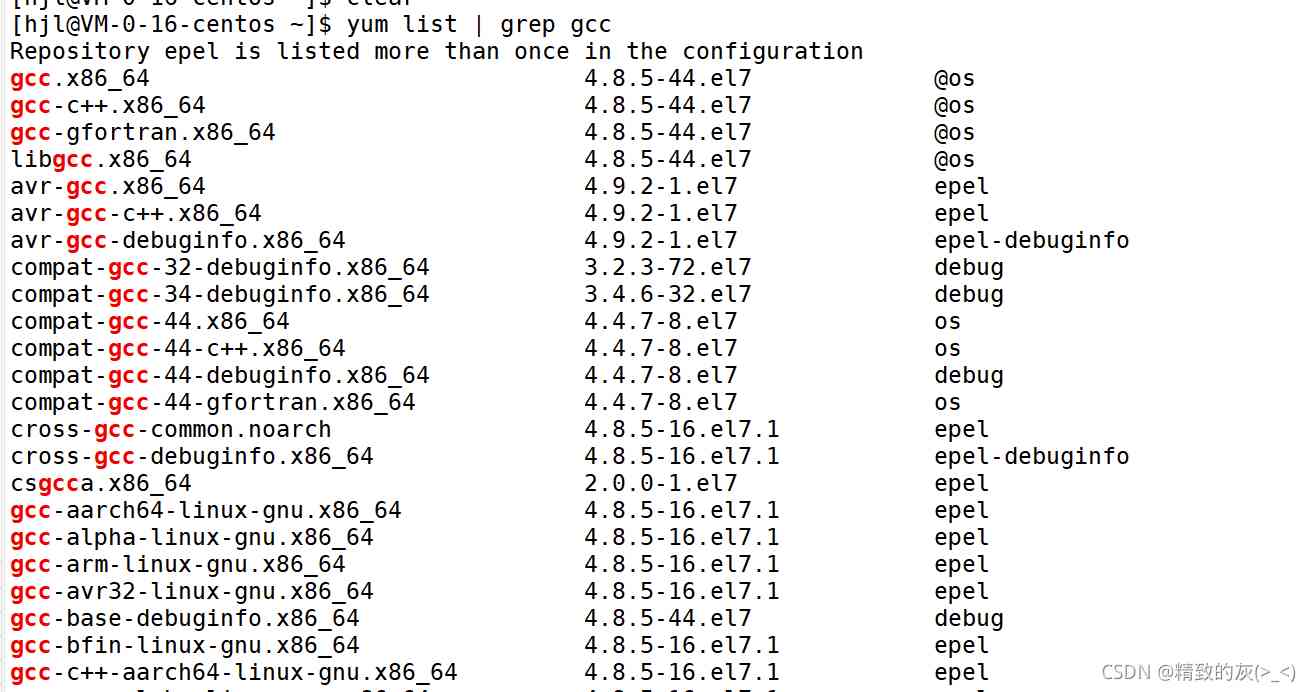 [hjl@VM-0-16-centos ~]$ clear
[hjl@VM-0-16-centos ~]$ yum list | grep gcc
Repository epel is listed more than once in the configuration
gcc.x86_64 4.8.5-44.el7 @os
gcc-c++.x86_64 4.8.5-44.el7 @os
gcc-gfortran.x86_64 4.8.5-44.el7 @os
libgcc.x86_64 4.8.5-44.el7 @os
avr-gcc.x86_64 4.9.2-1.el7 epel
avr-gcc-c++.x86_64 4.9.2-1.el7 epel
avr-gcc-debuginfo.x86_64 4.9.2-1.el7 epel-debuginfo
compat-gcc-32-debuginfo.x86_64 3.2.3-72.el7 debug
compat-gcc-34-debuginfo.x86_64 3.4.6-32.el7 debug
compat-gcc-44.x86_64 4.4.7-8.el7 os
compat-gcc-44-c++.x86_64 4.4.7-8.el7 os
compat-gcc-44-debuginfo.x86_64 4.4.7-8.el7 debug
compat-gcc-44-gfortran.x86_64 4.4.7-8.el7 os
cross-gcc-common.noarch 4.8.5-16.el7.1 epel
cross-gcc-debuginfo.x86_64 4.8.5-16.el7.1 epel-debuginfo
csgcca.x86_64 2.0.0-1.el7 epel
gcc-aarch64-linux-gnu.x86_64 4.8.5-16.el7.1 epel
gcc-alpha-linux-gnu.x86_64 4.8.5-16.el7.1 epel
gcc-arm-linux-gnu.x86_64 4.8.5-16.el7.1 epel
gcc-avr32-linux-gnu.x86_64 4.8.5-16.el7.1 epel
gcc-base-debuginfo.x86_64 4.8.5-44.el7 debug
gcc-bfin-linux-gnu.x86_64 4.8.5-16.el7.1 epel
gcc-c++-aarch64-linux-gnu.x86_64 4.8.5-16.el7.1 epel
CSDN @精致的灰(>_<)